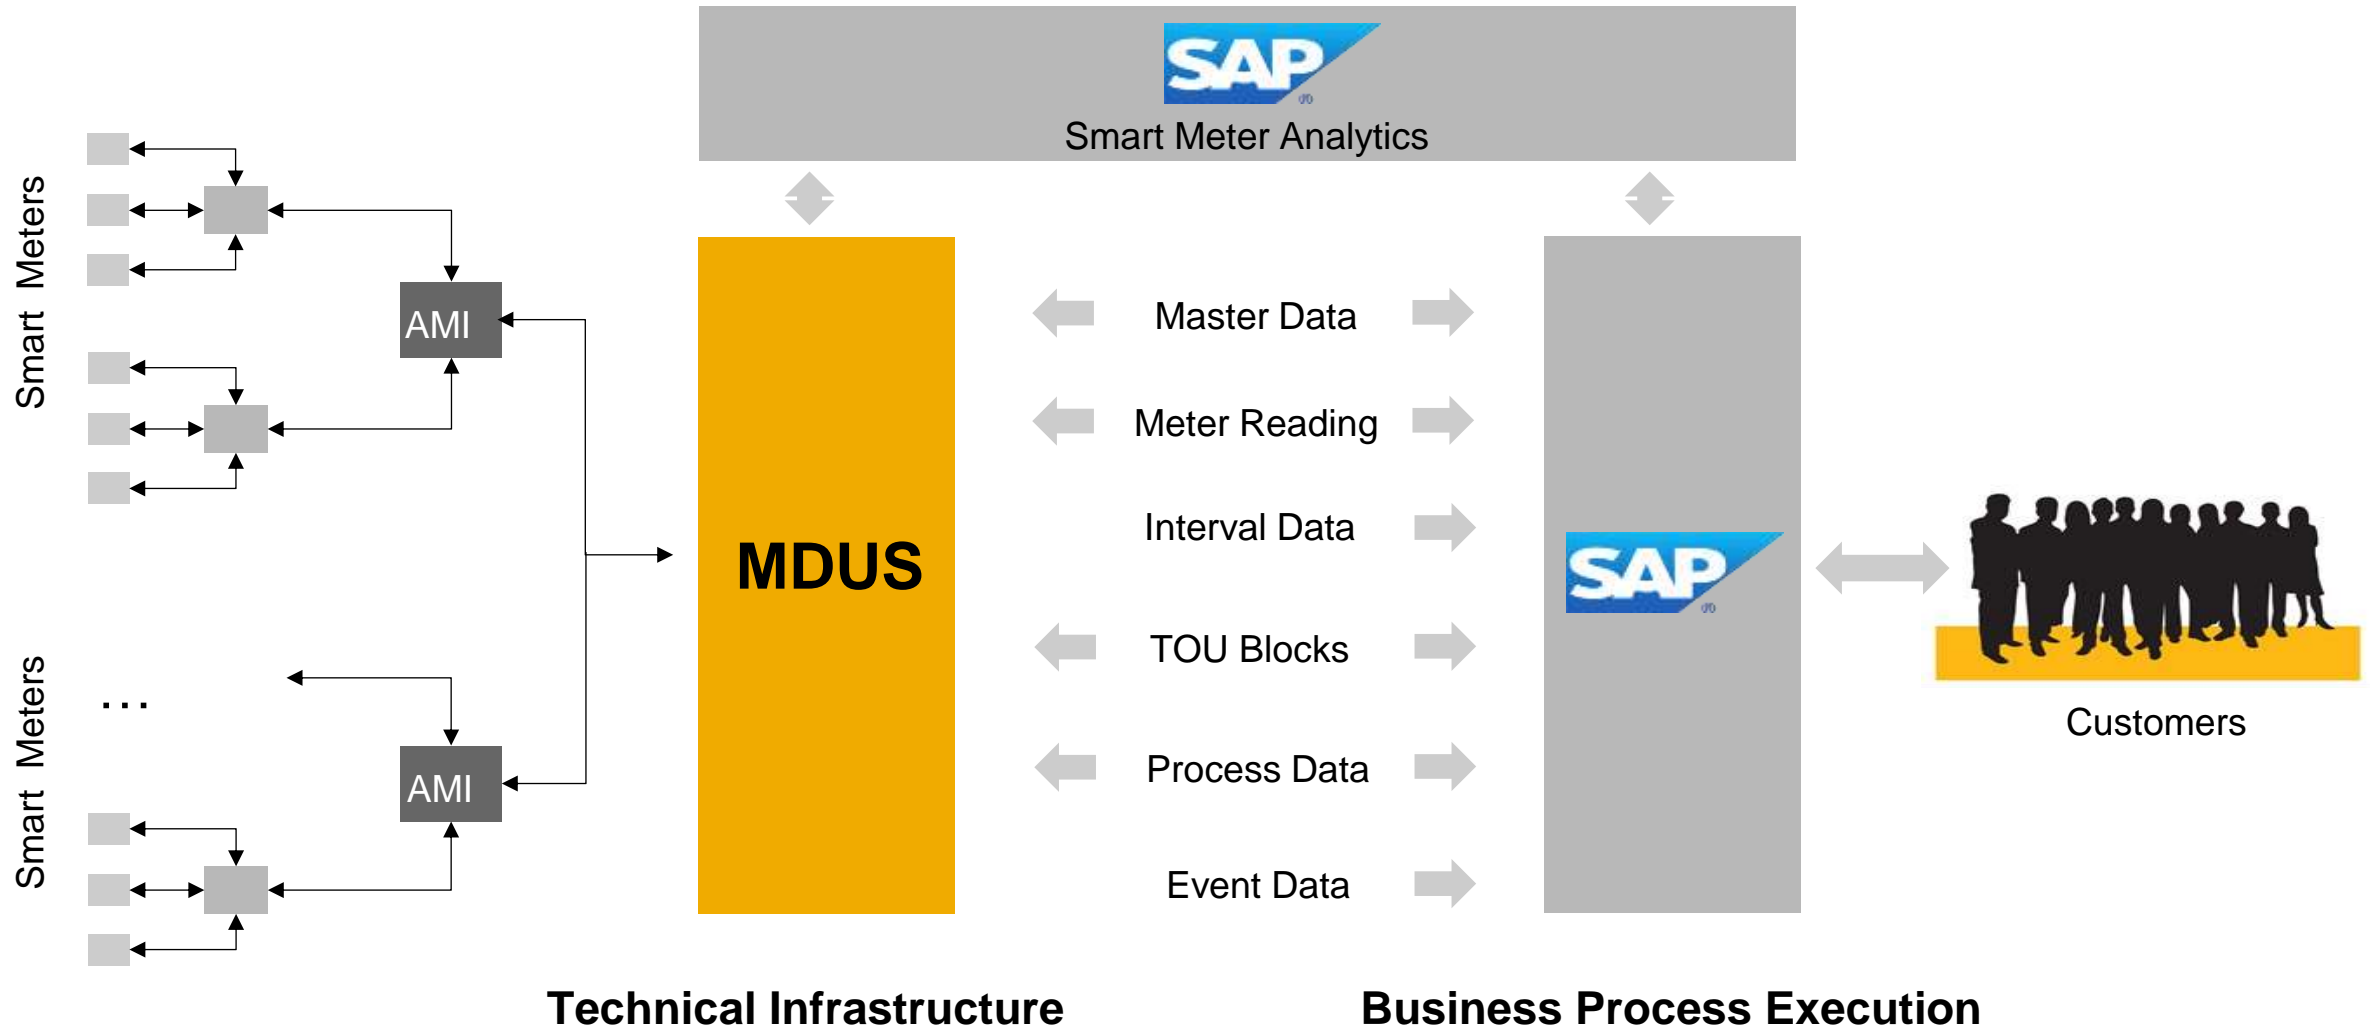 SAP
®
Smart Meter Analytics
Smart Meters
AMI
Master Data
Meter Reading
Interval Data
MDUS
SAP
®
TOU Blocks
Smart Meters
...
Customers
AMI
Process Data
Event Data
Technical Infrastructure
Business Process Execution